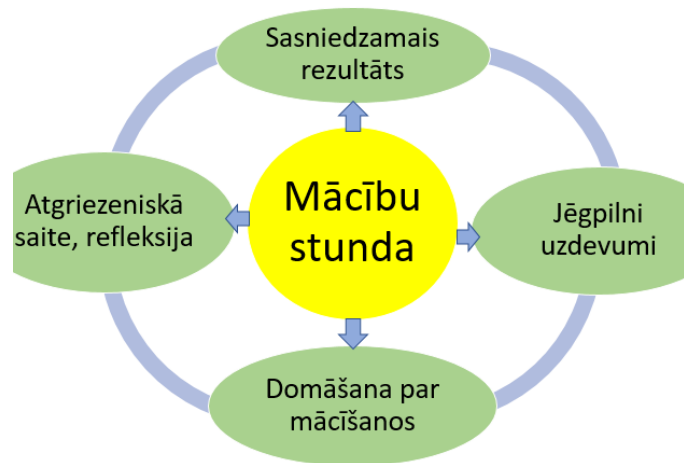 Sasniedzamais
rezultāts
Atgriezeniskā
saite, refleksija
Mācību
stunda
Jēgpilni
uzdevumi
Domāšana par
mācīšanos